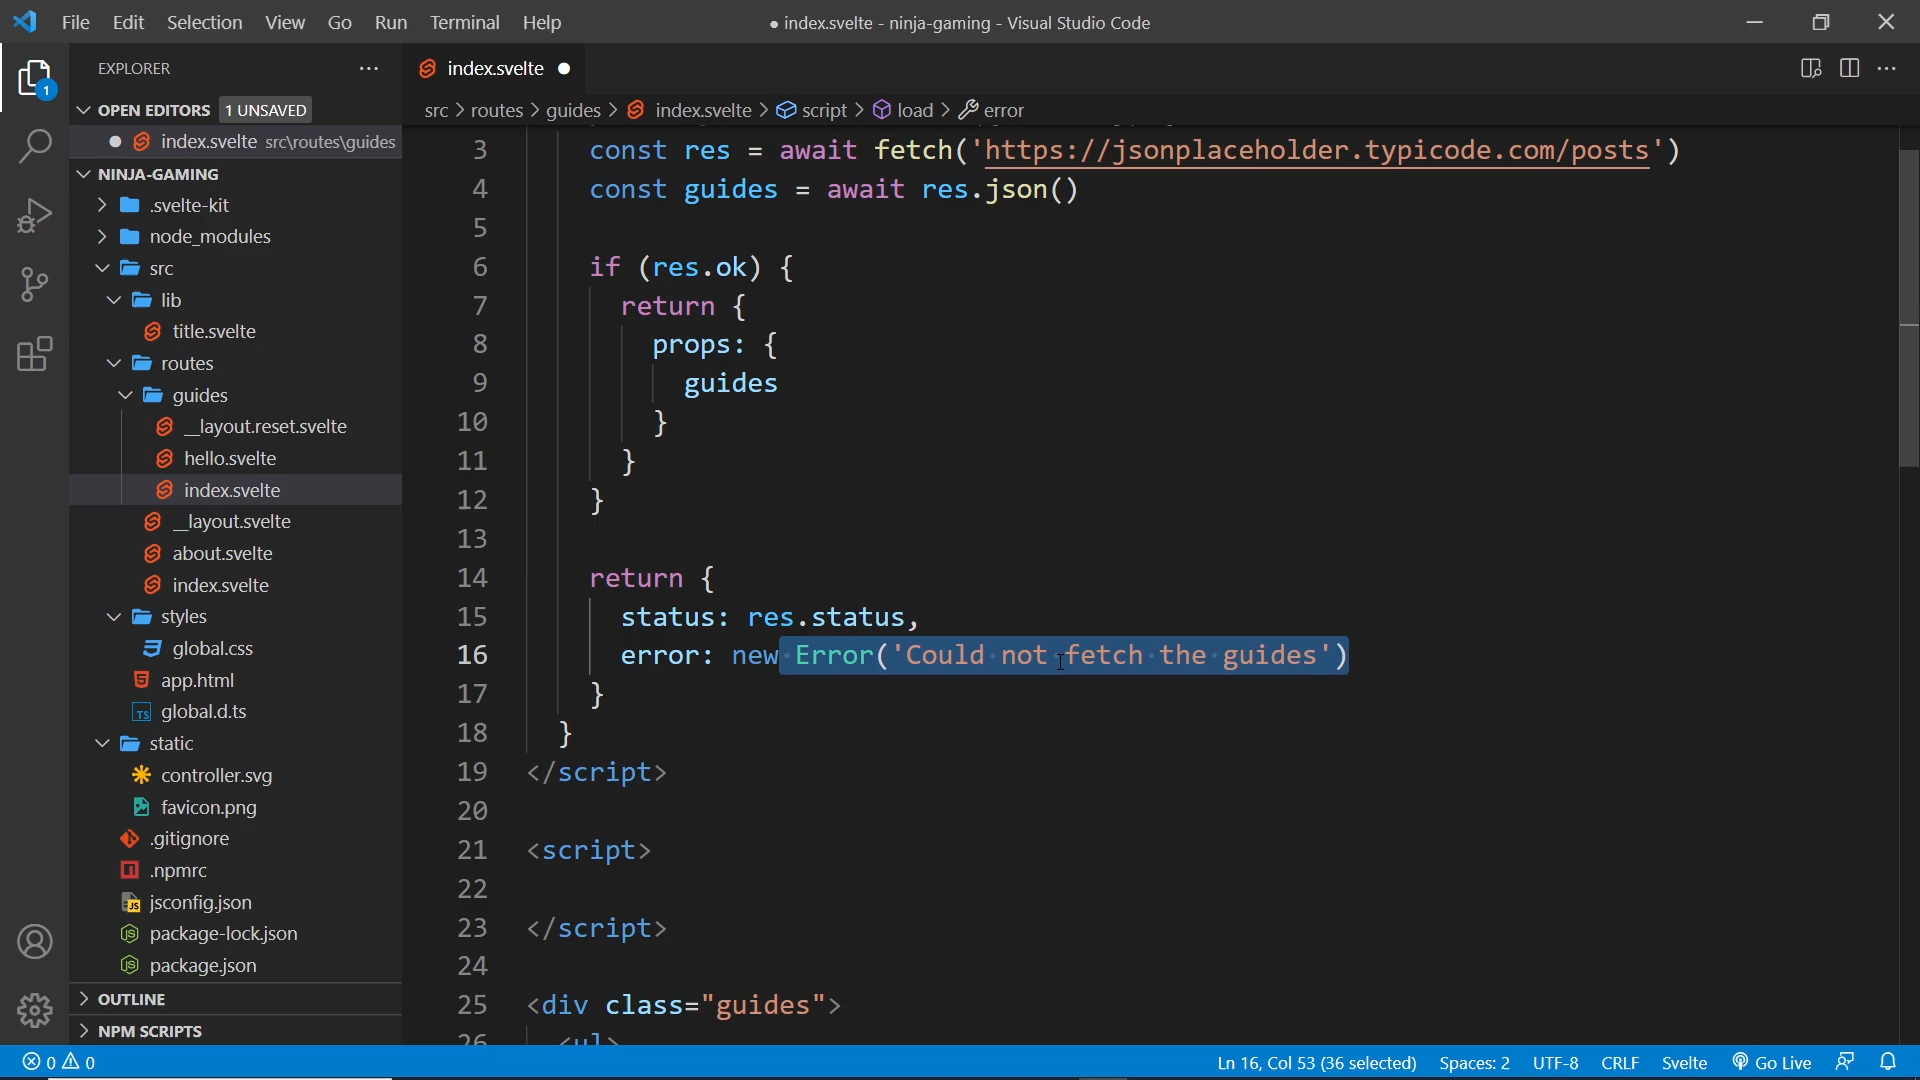 File Edit Selection View Go Run Terminal Help
● index.svelte - ninja-gaming - Visual Studio Code
EXPLORER
OPEN EDITORS 1 UNSAVED
index.svelte src\routes\guides
NINJA-GAMING
.svelte-kit
node_modules
src
lib
title.svelte
routes
guides
__layout.reset.svelte
hello.svelte
index.svelte
__layout.svelte
about.svelte
index.svelte
styles
global.css
app.html
global.d.ts
static
controller.svg
favicon.png
.gitignore
.npmrc
jsconfig.json
package-lock.json
package.json
OUTLINE
NPM SCRIPTS
index.svelte
src > routes > guides > index.svelte > script > load > error
3 const res = await fetch('https://jsonplaceholder.typicode.com/posts')
4 const guides = await res.json()
5
6 if (res.ok) {
7 return {
8 props: {
9 guides
10 }
11 }
12 }
13
14 return {
15 status: res.status,
16 error: new Error('Could not fetch the guides')
17 }
18 }
19 </script>
20
21 <script>
22
23 </script>
24
25 <div class="guides">
26 <ul>
1
0 0
Ln 16, Col 53 (36 selected) Spaces: 2 UTF-8 CRLF Svelte Go Live